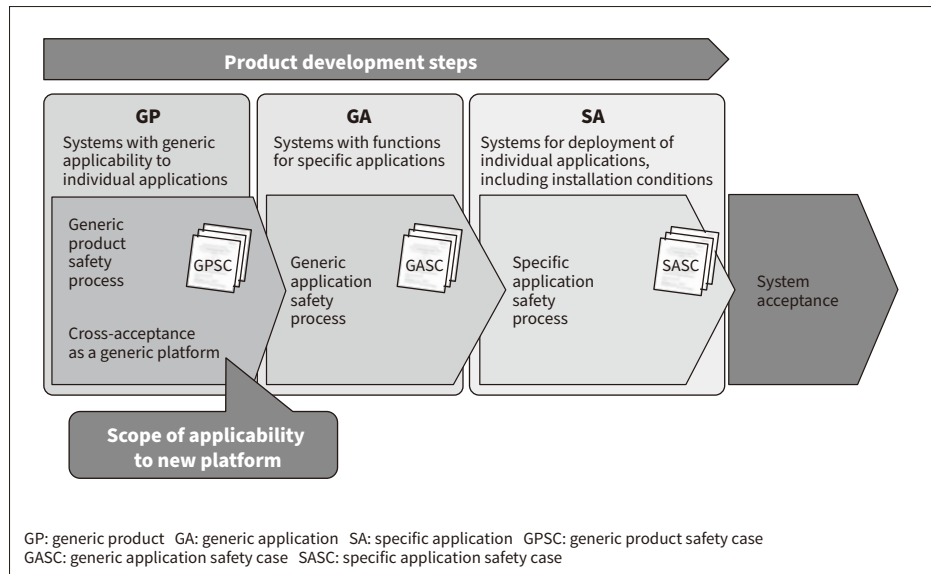 Product development steps
GP
Systems with generic
applicability to
individual applications
GA
Systems with functions
for specific applications
SA
Systems for deployment of
individual applications,
including installation conditions
Generic
product
safety
process
GPSC
Cross-acceptance
as a generic platform
Generic
application
safety
process
GASC
Specific
application
safety
process
SASC
System
acceptance
Scope of applicability
to new platform
GP: generic product GA: generic application SA: specific application GPSC: generic product safety case
GASC: generic application safety case SASC: specific application safety case